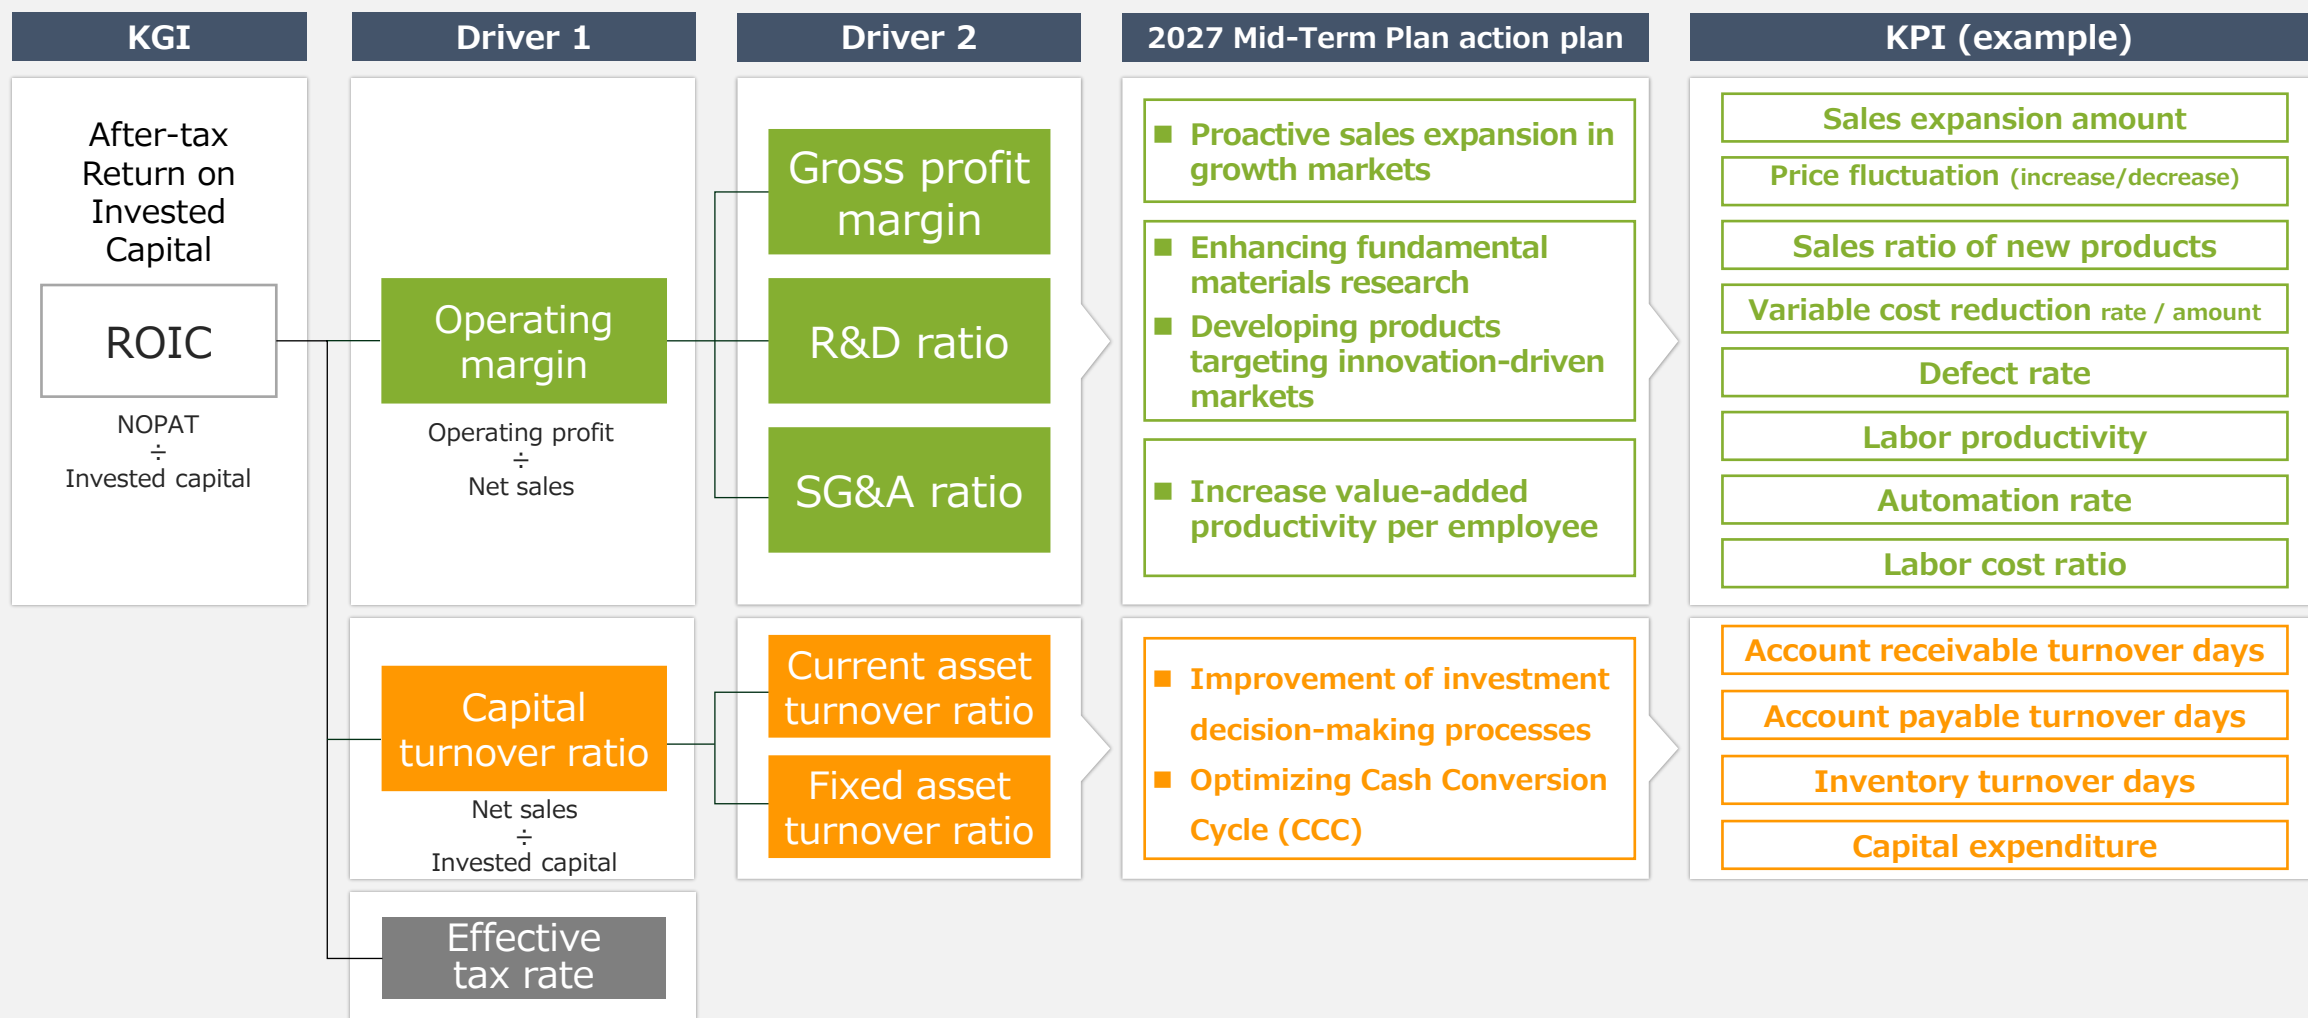 KGI
Driver 1
Driver 2
2027 Mid-Term Plan action plan
KPI (example)
After-tax
Return on
Invested
Capital
ROIC
NOPAT
÷
Invested capital
Operating
margin
Operating profit
÷
Net sales
Gross profit
margin
R&D ratio
SG&A ratio
■ Proactive sales expansion in
growth markets
■ Enhancing fundamental
materials research
■ Developing products
targeting innovation-driven
markets
■ Increase value-added
productivity per employee
Sales expansion amount
Price fluctuation (increase/decrease)
Sales ratio of new products
Variable cost reduction rate / amount
Defect rate
Labor productivity
Automation rate
Labor cost ratio
Capital
turnover ratio
Net sales
÷
Invested capital
Current asset
turnover ratio
Fixed asset
turnover ratio
■ Improvement of investment
decision-making processes
■ Optimizing Cash Conversion
Cycle (CCC)
Account receivable turnover days
Account payable turnover days
Inventory turnover days
Capital expenditure
Effective
tax rate